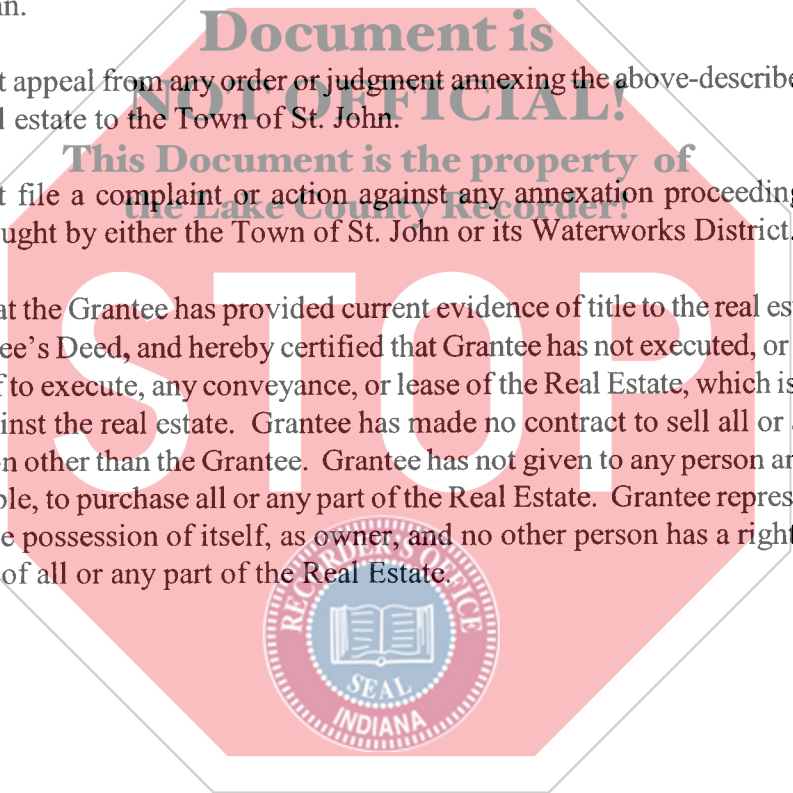 n.
Document is
t appeal from any order or judgment annexing the above-describe
NOT OFFICIAL!
l estate to the Town of St. John.
This Document is the property of
t file a complaint or action against any annexation proceeding
the Lake County Recorder!
ught by either the Town of St. John or its Waterworks District.
at the Grantee has provided current evidence of title to the real es
ee's Deed, and hereby certified that Grantee has not executed, or
f to execute, any conveyance, or lease of the Real Estate, which is
inst the real estate. Grantee has made no contract to sell all or
STOP
n other than the Grantee. Grantee has not given to any person a
ole, to purchase all or any part of the Real Estate. Grantee repres
e possession of itself, as owner, and no other person has a right
of all or any part of the Real Estate.
RECORDER'S OFFICE
SEAL
INDIANA